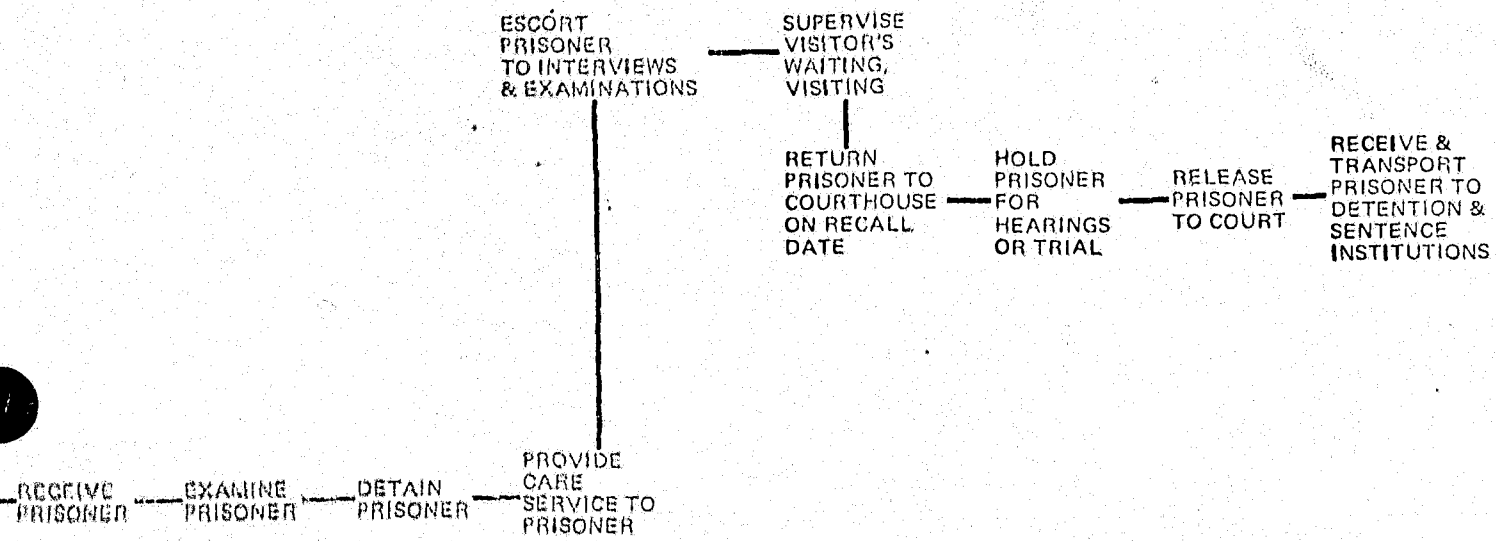 ESCORT
PRISONER
TO INTERVIEWS
& EXAMINATIONS
SUPERVISE
VISITOR'S
WAITING,
VISITING
RETURN
PRISONER TO
COURTHOUSE
ON RECALL
DATE
HOLD
PRISONER
FOR
HEARINGS
OR TRIAL
RELEASE
PRISONER
TO COURT
RECEIVE &
TRANSPORT
PRISONER TO
DETENTION &
SENTENCE
INSTITUTIONS
RECEIVE
PRISONER
EXAMINE
PRISONER
DETAIN
PRISONER
PROVIDE
CARE
SERVICE TO
PRISONER